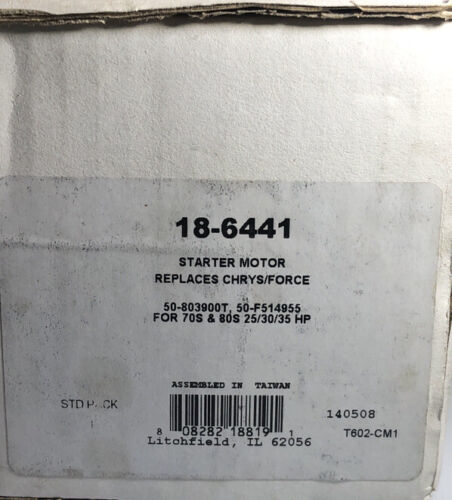 18-6441
STARTER MOTOR
REPLACES CHRYS/FORCE
50-803900T, 50-F514955
FOR 70S & 80S 25/30/35 HP
ASSEMBLED IN TAIWAN
STD
140508
8 08282 18819 1
T602-CM1
Litchfield, IL 62056